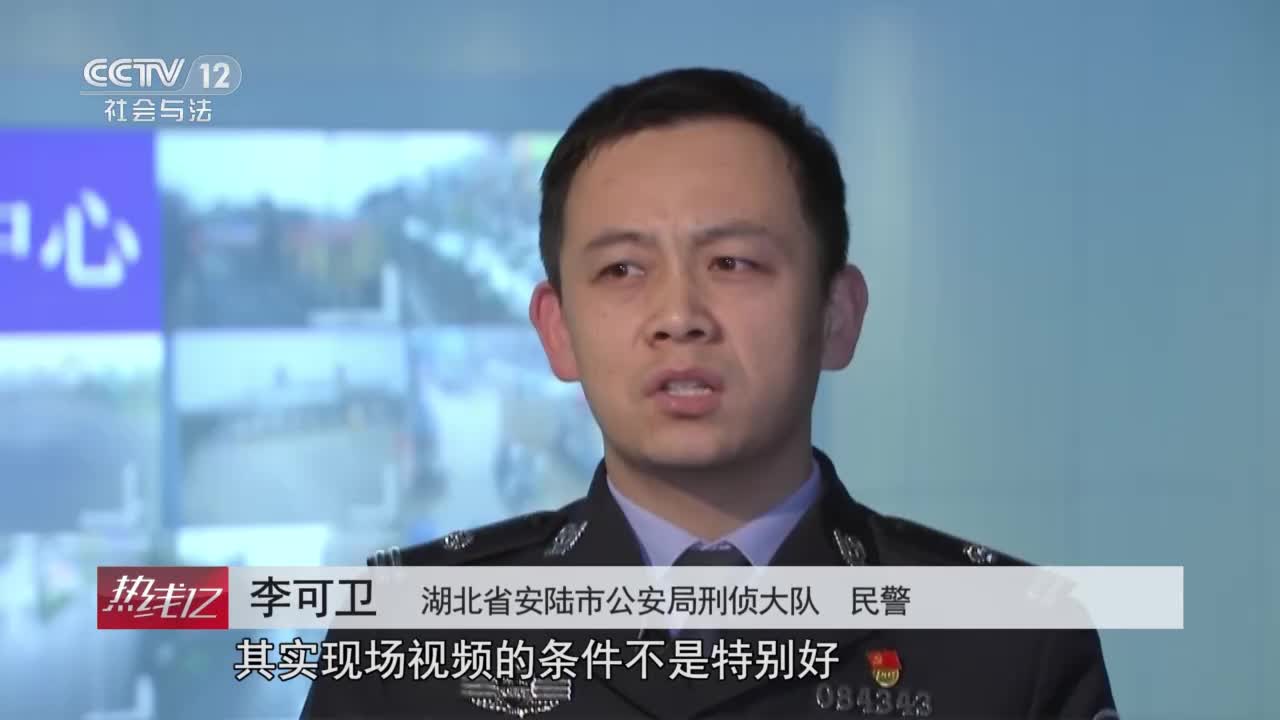 CCTV 12
社会与法
中心
热线12
李可卫 湖北省安陆市公安局刑侦大队 民警
其实现场视频的条件不是特别好
084343